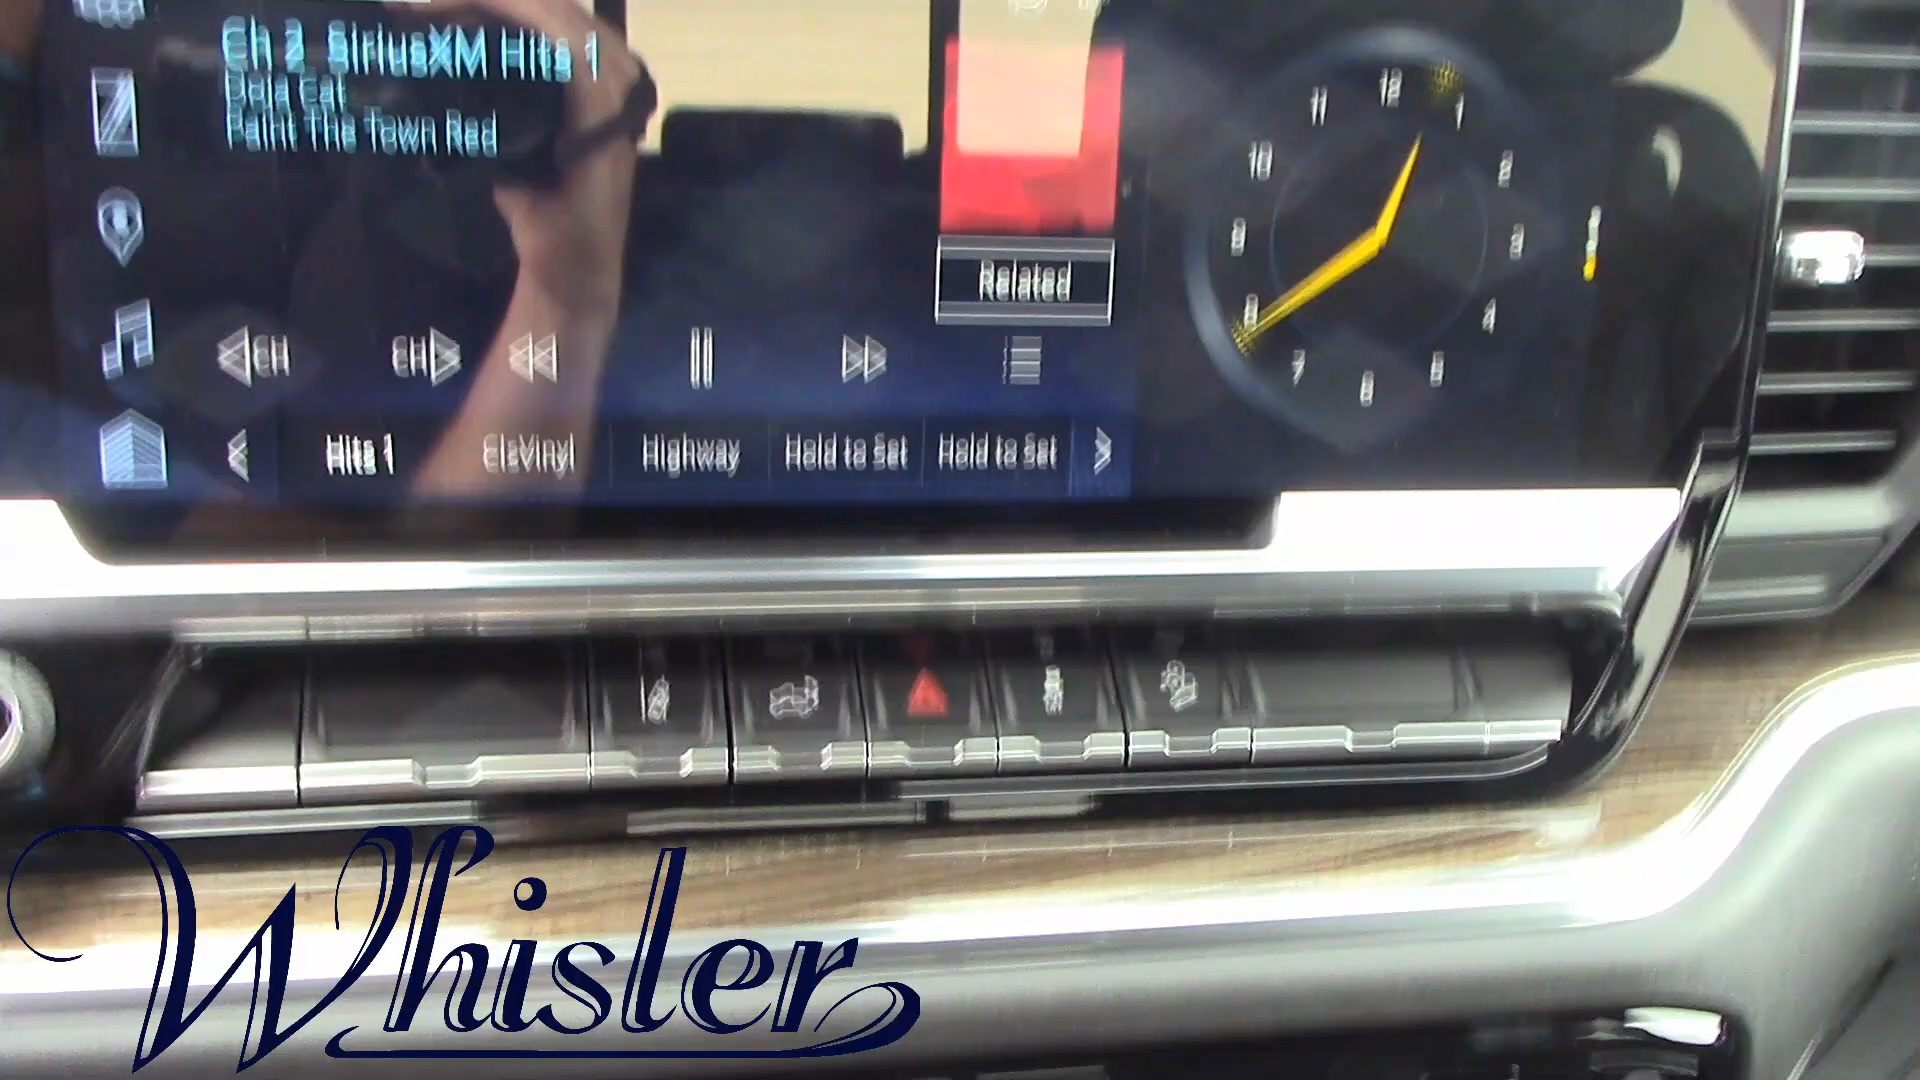 Ch 2 SiriusXM Hits 1
Doja Cat
Paint The Town Red
Related
CH
CH
Hits 1
ClsVinyl
Highway
Hold to Set
Hold to Set
11
12
1
10
2
9
3
8
4
7
6
5
Whisler